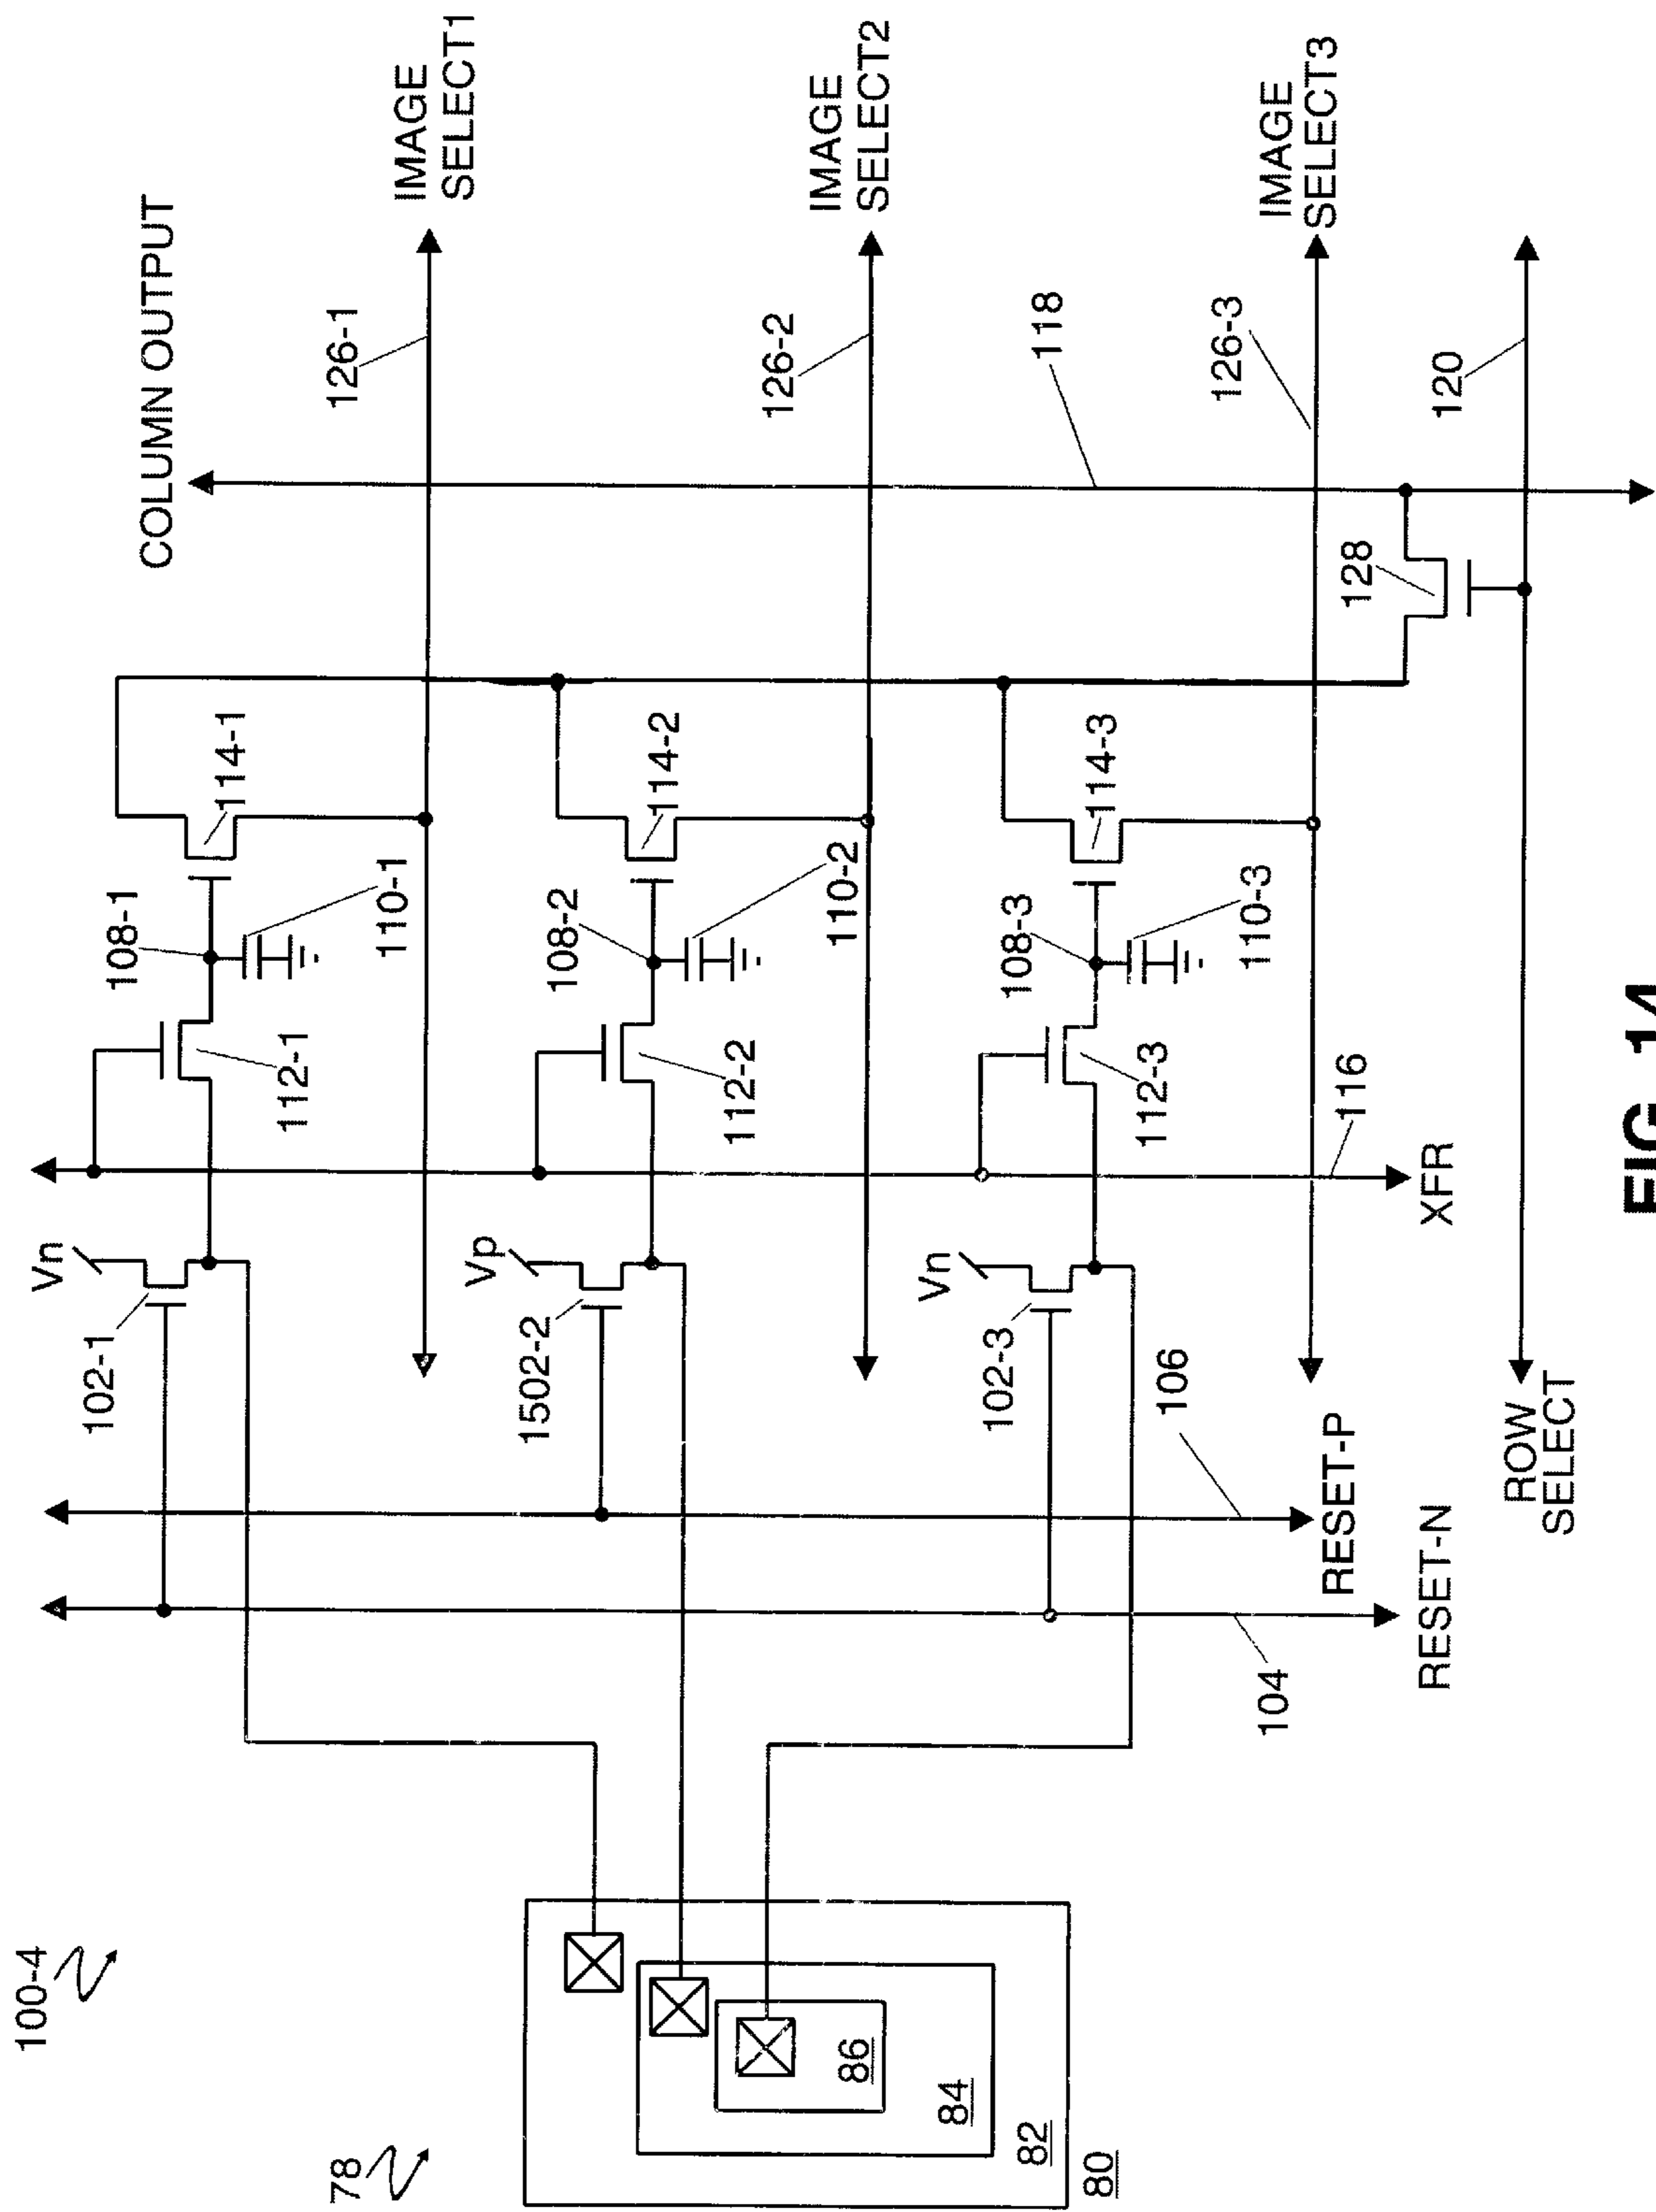 100-4
78
80
82
84
86
COLUMN OUTPUT
IMAGE
SELECT1
126-1
IMAGE
SELECT2
126-2
118
IMAGE
SELECT3
126-3
120
128
114-1
114-2
114-3
108-1
110-1
108-2
110-2
108-3
110-3
112-1
112-2
112-3
116
XFR
Vn
102-1
Vp
1502-2
Vn
102-3
106
RESET-P
104
RESET-N
ROW
SELECT
FIG. 14